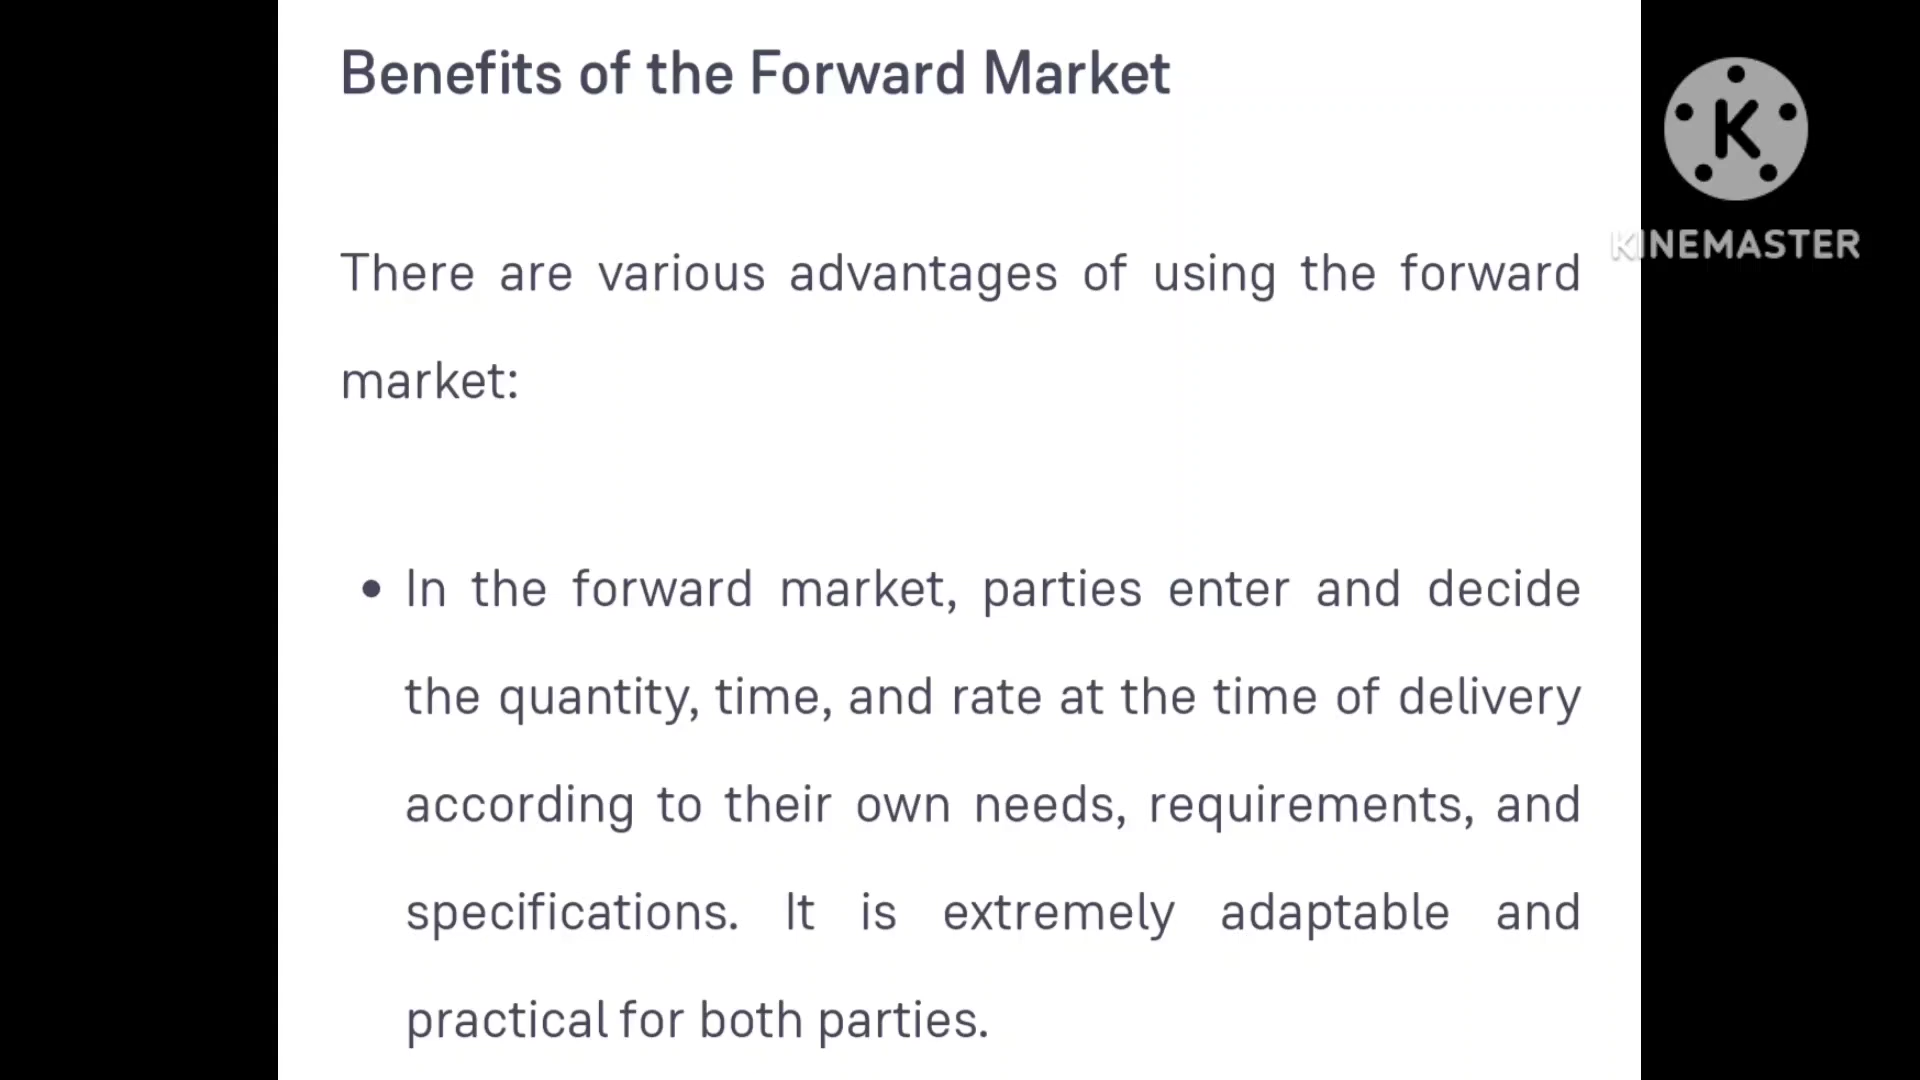 Benefits of the Forward Market
There are various advantages of using the forward
market:
• In the forward market, parties enter and decide
the quantity, time, and rate at the time of delivery
according to their own needs, requirements, and
specifications. It is extremely adaptable and
practical for both parties.
K
KINEMASTER